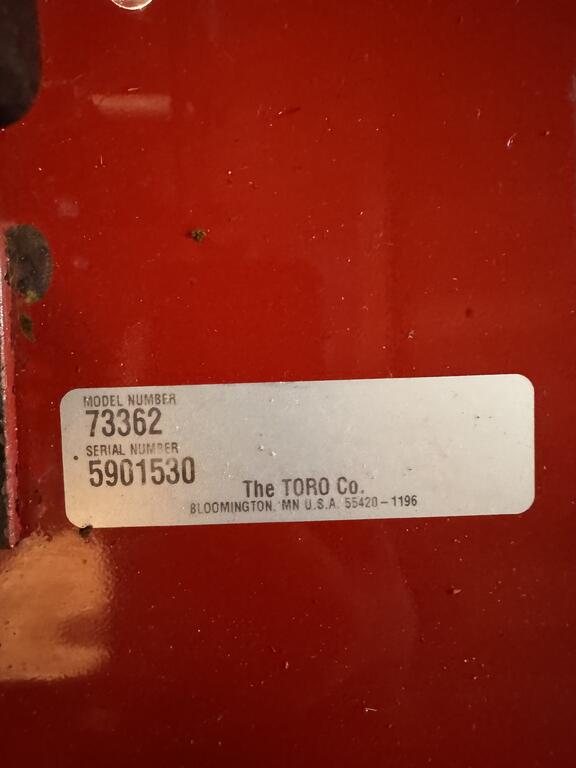 MODEL NUMBER
73362
SERIAL NUMBER
5901530
The TORO Co.
BLOOMINGTON, MN U.S.A. 55420-1196